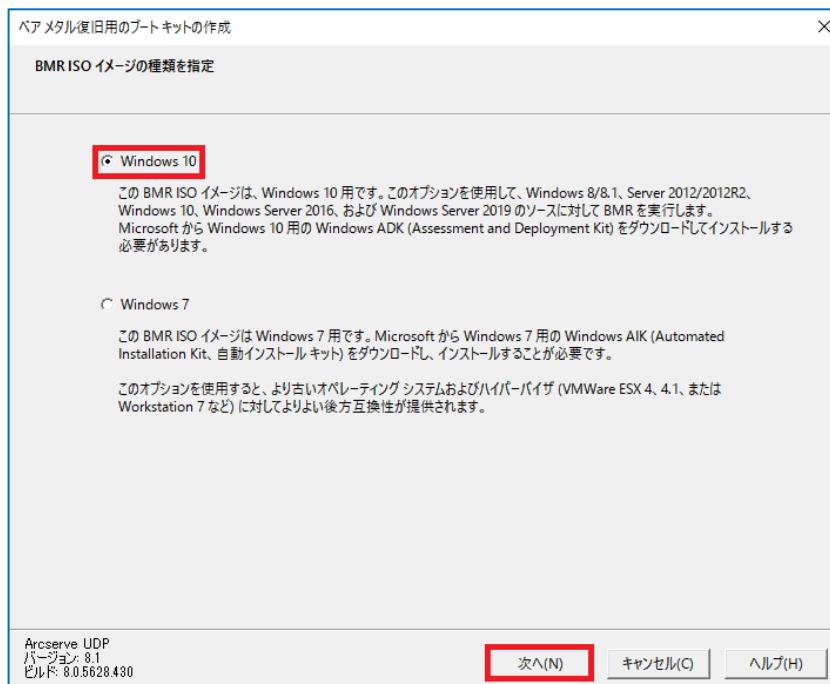 ベア メタル復旧用のブート キットの作成
BMR ISO イメージの種類を指定
Windows 10
この BMR ISO イメージは、Windows 10 用です。このオプションを使用して、Windows 8/8.1、Server 2012/2012R2、
Windows 10、Windows Server 2016、および Windows Server 2019 のソースに対して BMR を実行します。
Microsoft から Windows 10 用の Windows ADK (Assessment and Deployment Kit) をダウンロードしてインストールする
必要があります。
Windows 7
この BMR ISO イメージは Windows 7 用です。Microsoft から Windows 7 用の Windows AIK (Automated
Installation Kit、自動インストール キット) をダウンロードし、インストールすることが必要です。
このオプションを使用すると、より古いオペレーティング システムおよびハイパーバイザ (VMWare ESX 4、4.1、または
Workstation 7 など) に対してよりよい後方互換性が提供されます。
Arcserve UDP
バージョン: 8.1
ビルド: 8.0.5628.430
次へ(N)
キャンセル(C)
ヘルプ(H)